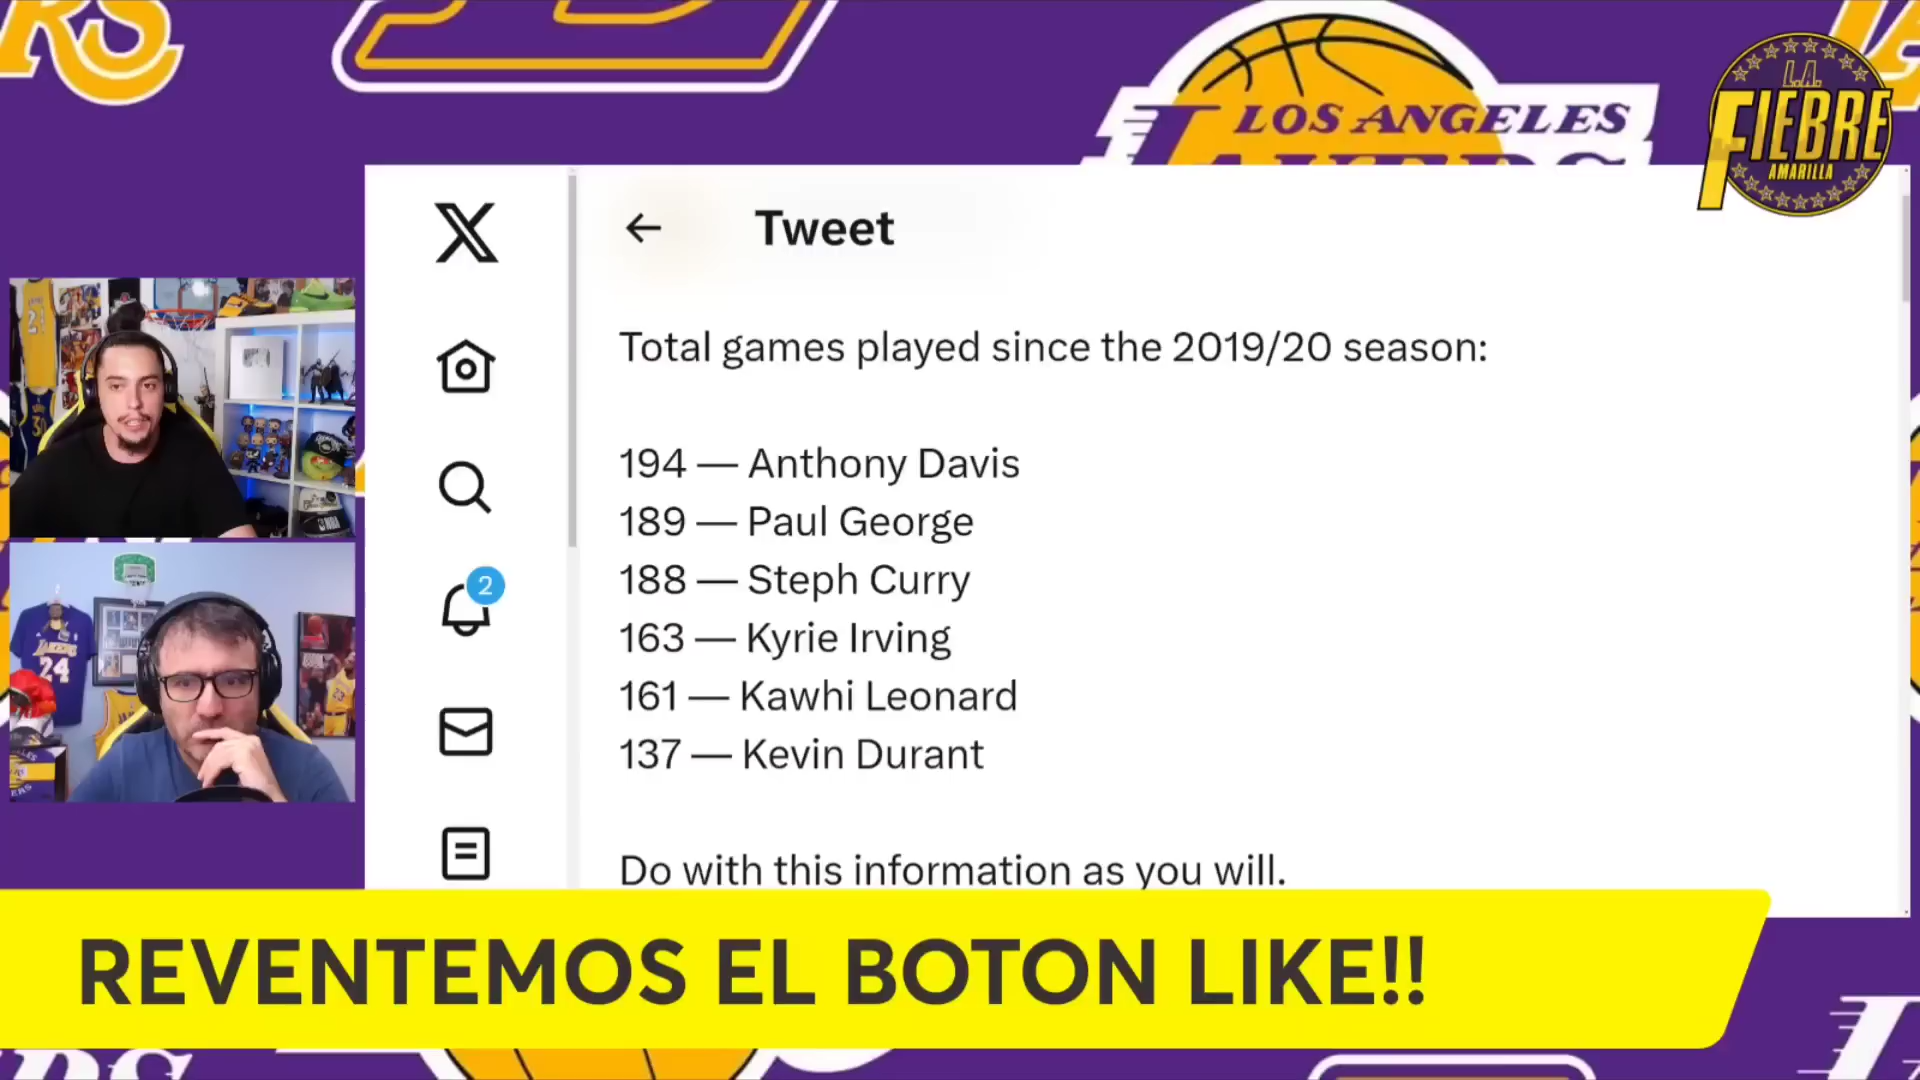 LOS ANGELES
L.A.
FIEBRE
AMARILLA
Tweet
Total games played since the 2019/20 season:
194 — Anthony Davis
189 — Paul George
188 — Steph Curry
163 — Kyrie Irving
161 — Kawhi Leonard
137 — Kevin Durant
Do with this information as you will.
2
LAKERS
24
REVENTEMOS EL BOTON LIKE!!